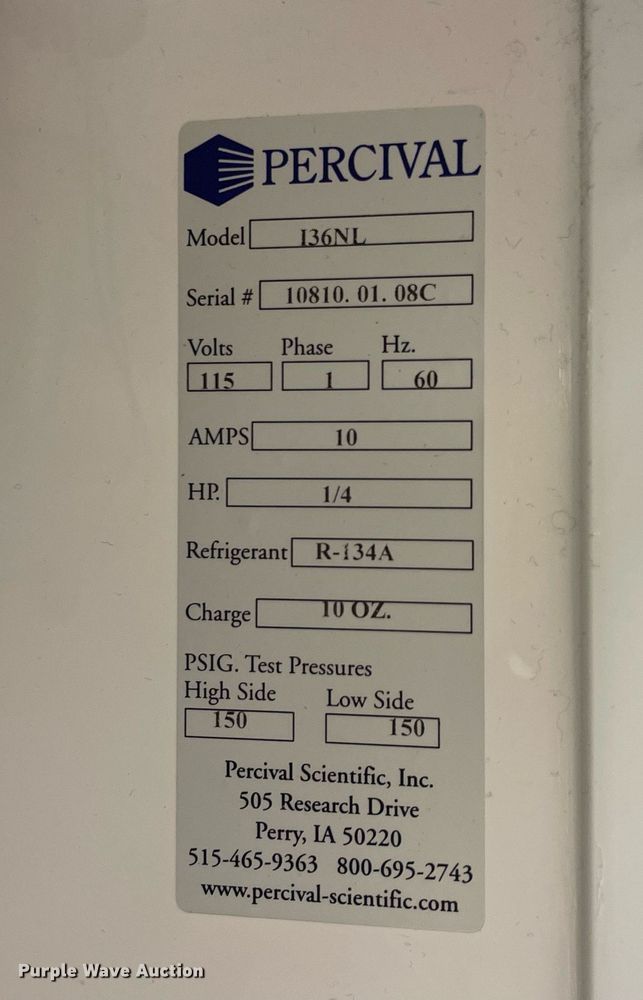 PERCIVAL
Model I36NL
Serial # 10810. 01. 08C
Volts Phase Hz.
115 1 60
AMPS 10
HP. 1/4
Refrigerant R-134A
Charge 10 OZ.
PSIG. Test Pressures
High Side Low Side
150 150
Percival Scientific, Inc.
505 Research Drive
Perry, IA 50220
515-465-9363 800-695-2743
www.percival-scientific.com
Purple Wave Auction